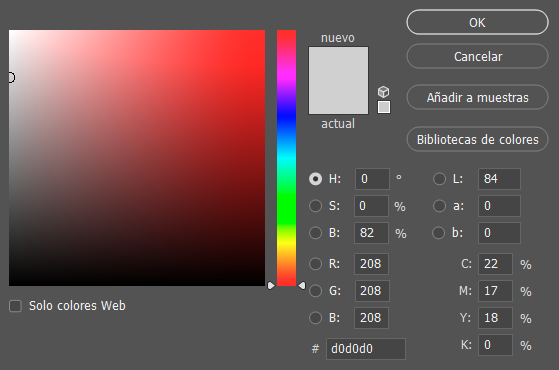 nuevo
actual
OK
Cancelar
Añadir a muestras
Bibliotecas de colores
H: 0 °
S: 0 %
B: 82 %
R: 208
G: 208
B: 208
# d0d0d0
L: 84
a: 0
b: 0
C: 22 %
M: 17 %
Y: 18 %
K: 0 %
Solo colores Web